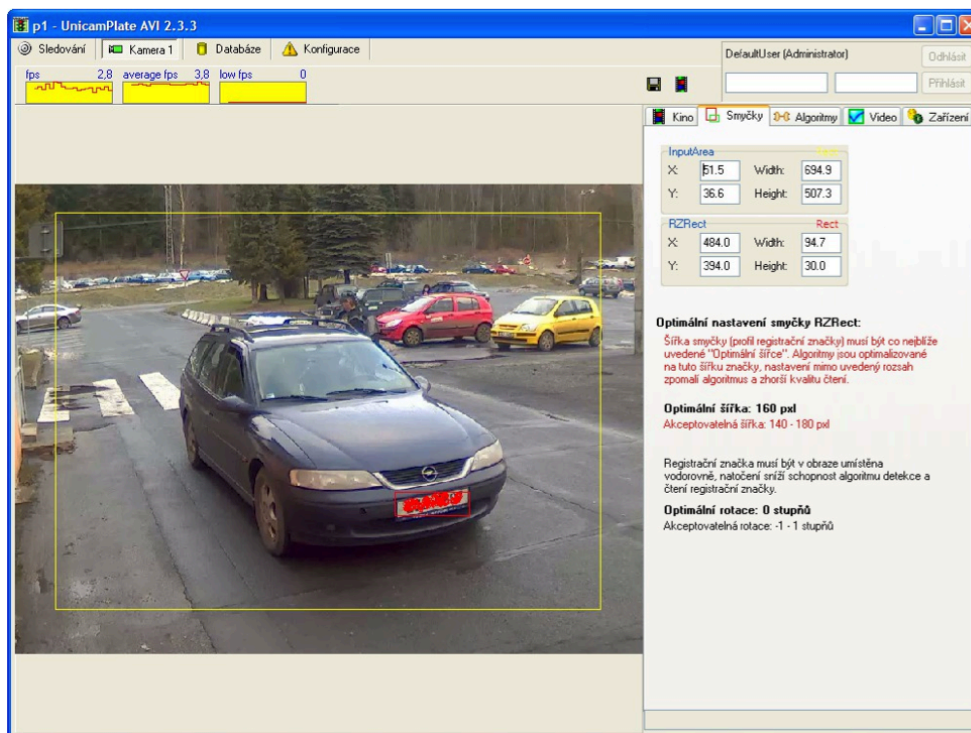 p1 - UnicamPlate AVI 2.3.3
Sledování Kamera 1 Databáze Konfigurace
DefaultUser (Administrator)
Odhlásit
fps 2,8 average fps 3,8 low fps 0
Přihlásit
Kino Smyčky Algoritmy Video Zařízení
InputArea
X: 51.5 Width: 694.9
Y: 36.6 Height: 507.3
RZRect Rect
X: 484.0 Width: 94.7
Y: 394.0 Height: 30.0
Optimální nastavení smyčky RZRect:
Šířka smyčky (profil registrační značky) musí být co nejblíže
uvedené "Optimální šířce". Algoritmy jsou optimalizované
na tuto šířku značky, nastavení mimo uvedený rozsah
zpomalí algoritmus a zhorší kvalitu čtení.
Optimální šířka: 160 pxl
Akceptovatelná šířka: 140 - 180 pxl
Registrační značka musí být v obraze umístěna
vodorovně, natočení sníží schopnost algoritmu detekce a
čtení registrační značky.
Optimální rotace: 0 stupňů
Akceptovatelná rotace: -1 - 1 stupňů